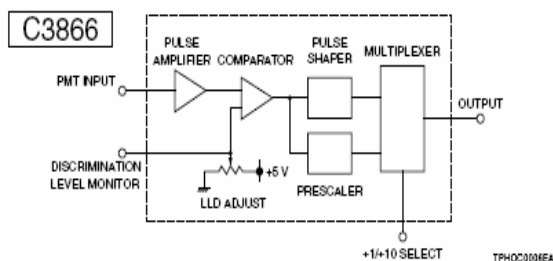 C3866
PULSE
AMPLIFIER
COMPARATOR
PULSE
SHAPER
MULTIPLEXER
PMT INPUT
OUTPUT
DISCRIMINATION
LEVEL MONITOR
+5 V
LLD ADJUST
PRESCALER
+1/+10 SELECT
TPHOC0006EA